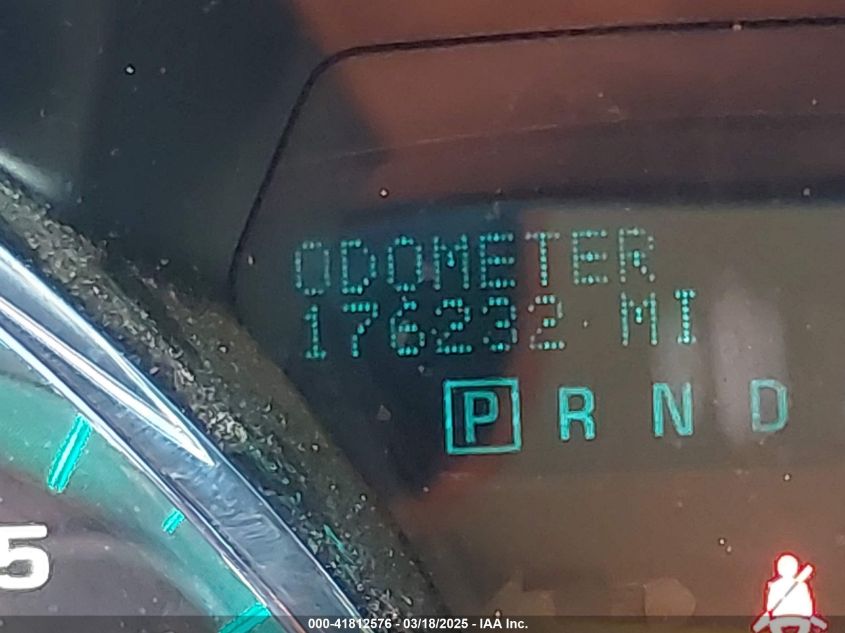 ODOMETER
176232 MI
P R N D
5
000-41812576 - 03/18/2025 - IAA Inc.